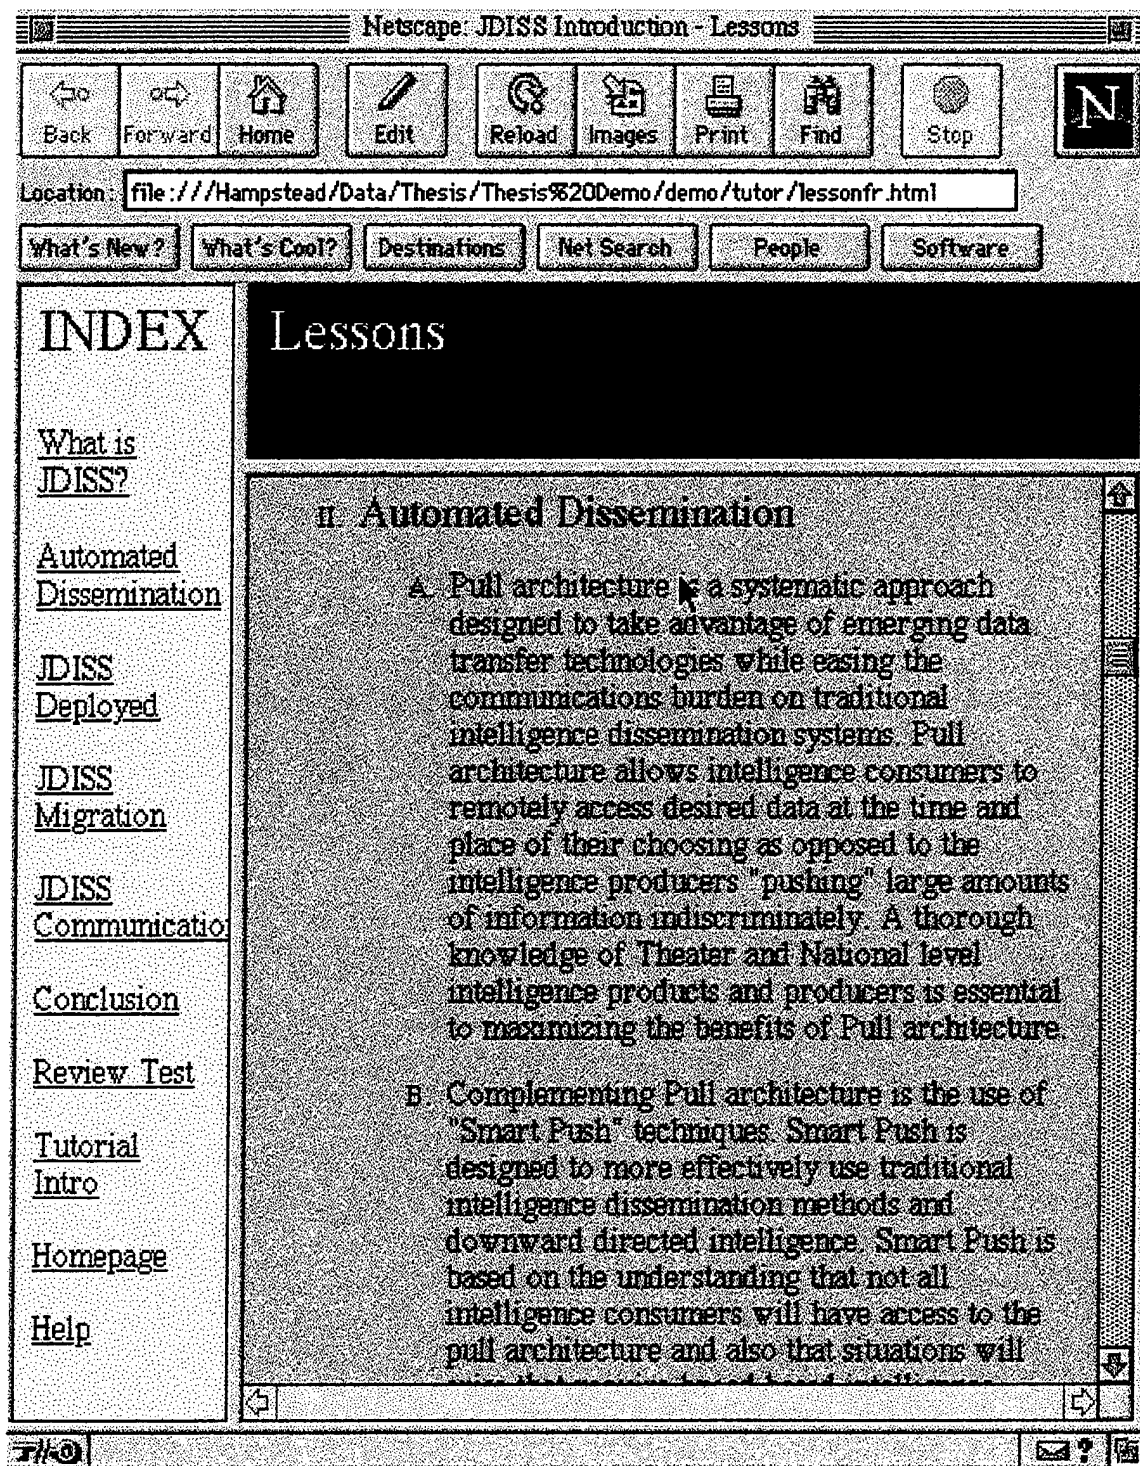 Netscape: JDISS Introduction - Lessons
Back Forward Home Edit Reload Images Print Find Stop
N
Location: file:///Hampstead/Data/Thesis/Thesis%20Demo/demo/tutor/lessonfr.html
What's New? What's Cool? Destinations Net Search People Software
INDEX
What is
JDISS?
Automated
Dissemination
JDISS
Deployed
JDISS
Migration
JDISS
Communicatio
Conclusion
Review Test
Tutorial
Intro
Homepage
Help
Lessons
II. Automated Dissemination
A. Pull architecture is a systematic approach
designed to take advantage of emerging data
transfer technologies while easing the
communications burden on traditional
intelligence dissemination systems. Pull
architecture allows intelligence consumers to
remotely access desired data at the time and
place of their choosing as opposed to the
intelligence producers "pushing" large amounts
of information indiscriminately. A thorough
knowledge of Theater and National level
intelligence products and producers is essential
to maximizing the benefits of Pull architecture.
B. Complementing Pull architecture is the use of
"Smart Push" techniques. Smart Push is
designed to more effectively use traditional
intelligence dissemination methods and
downward directed intelligence. Smart Push is
based on the understanding that not all
intelligence consumers will have access to the
pull architecture and also that situations will